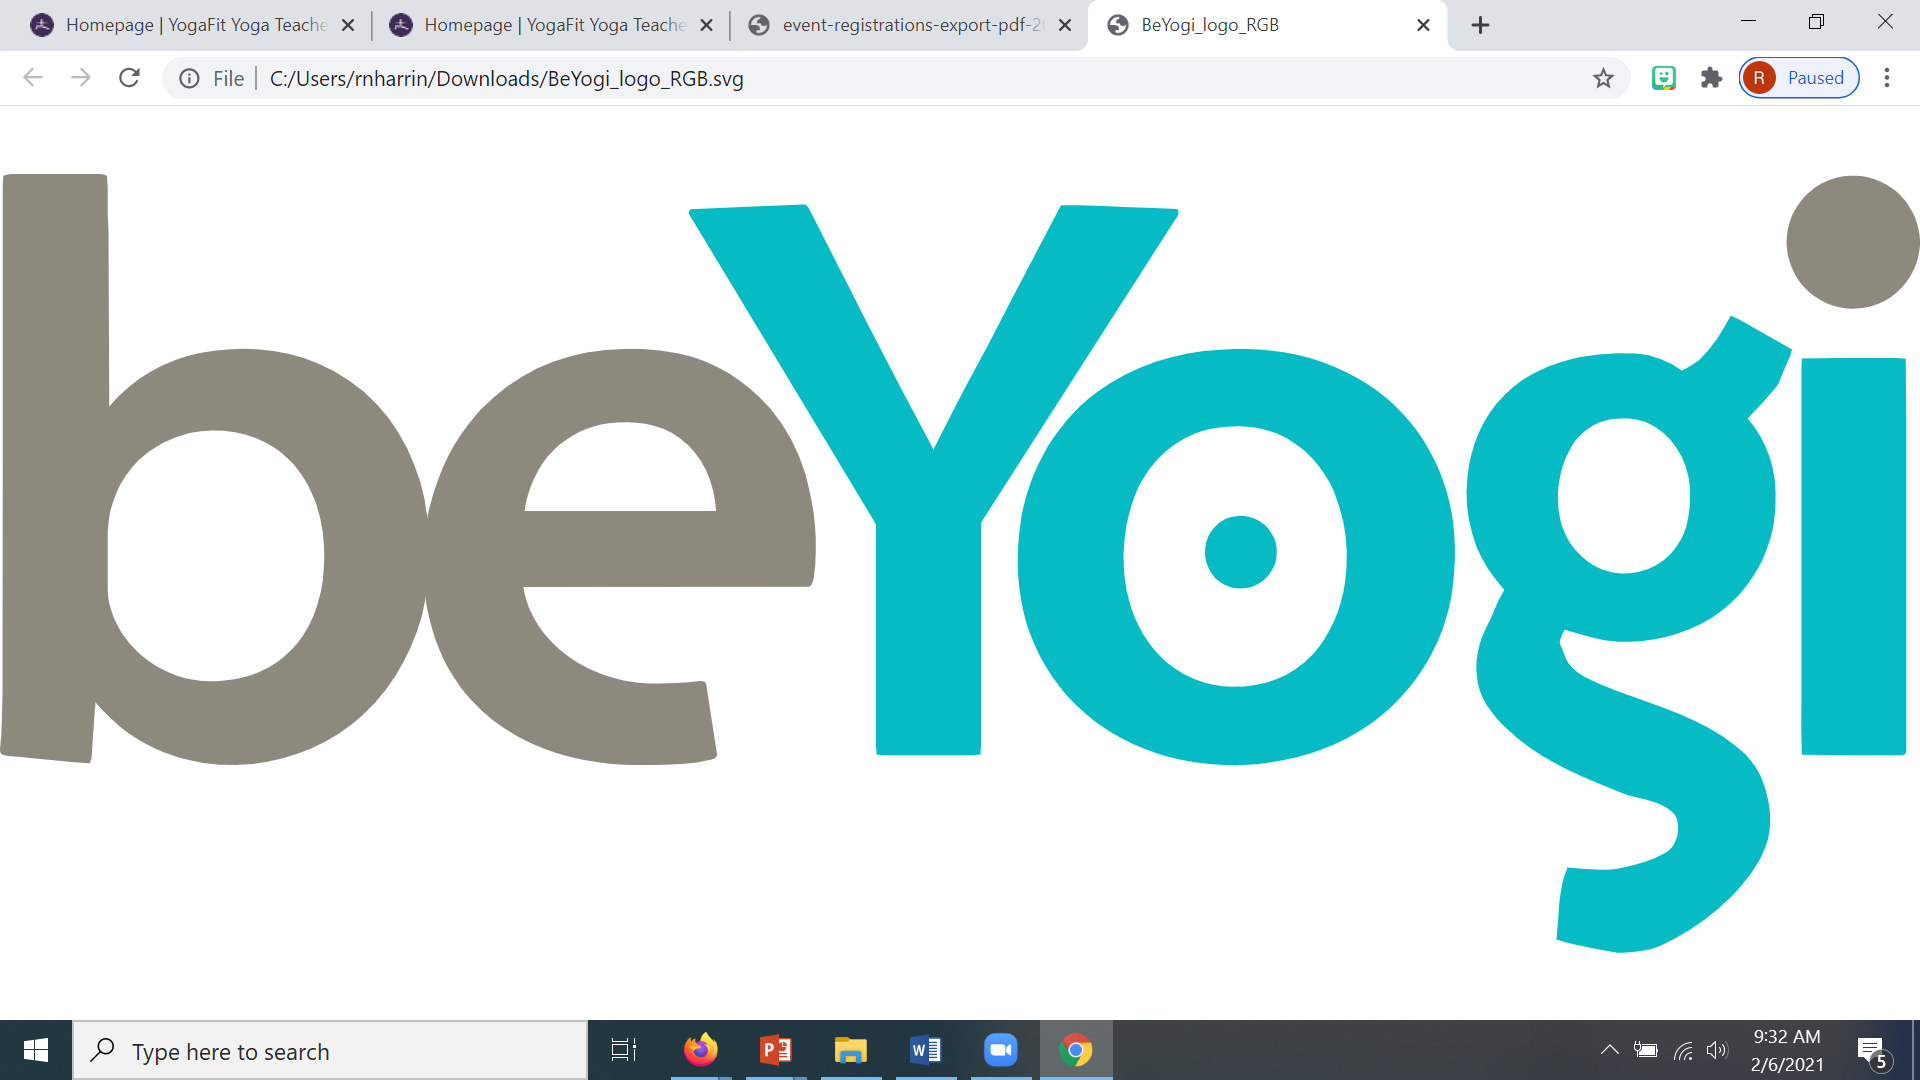 Homepage | YogaFit Yoga Teache
Homepage | YogaFit Yoga Teache
event-registrations-export-pdf-20
BeYogi_logo_RGB
File
C:/Users/rnharrin/Downloads/BeYogi_logo_RGB.svg
R
Paused
beYogi
Type here to search
9:32 AM
2/6/2021
5